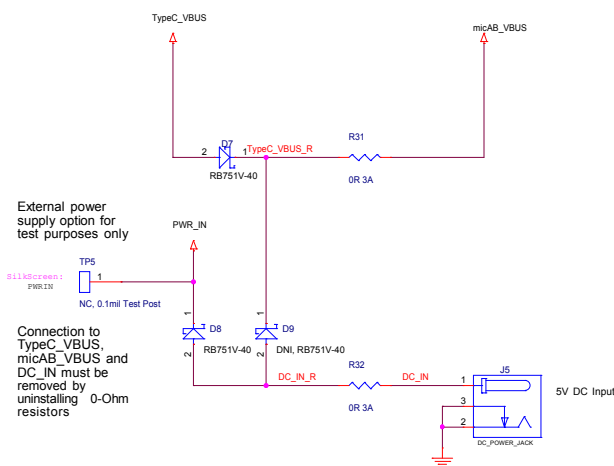 TypeC_VBUS
micAB_VBUS
D7
R31
2
1
TypeC_VBUS_R
RB751V-40
0R 3A
External power
supply option for
test purposes only
PWR_IN
TP5
SilkScreen:
PWRIN
1
NC, 0.1mil Test Post
1
1
D8
D9
Connection to
TypeC_VBUS,
micAB_VBUS and
DC_IN must be
removed by
uninstalling 0-Ohm
resistors
RB751V-40
DNI, RB751V-40
2
2
R32
J5
DC_IN_R
DC_IN
1
5V DC Input
0R 3A
3
2
DC_POWER_JACK